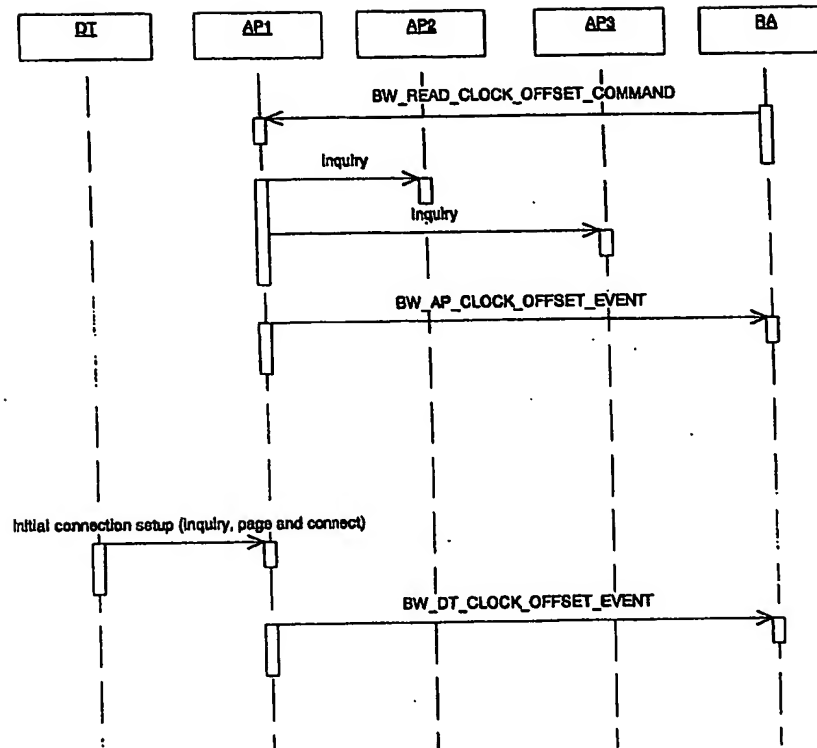 DT AP1 AP2 AP3 BA
BW_READ_CLOCK_OFFSET_COMMAND
Inquiry
Inquiry
BW_AP_CLOCK_OFFSET_EVENT
Initial connection setup (Inquiry, page and connect)
BW_DT_CLOCK_OFFSET_EVENT